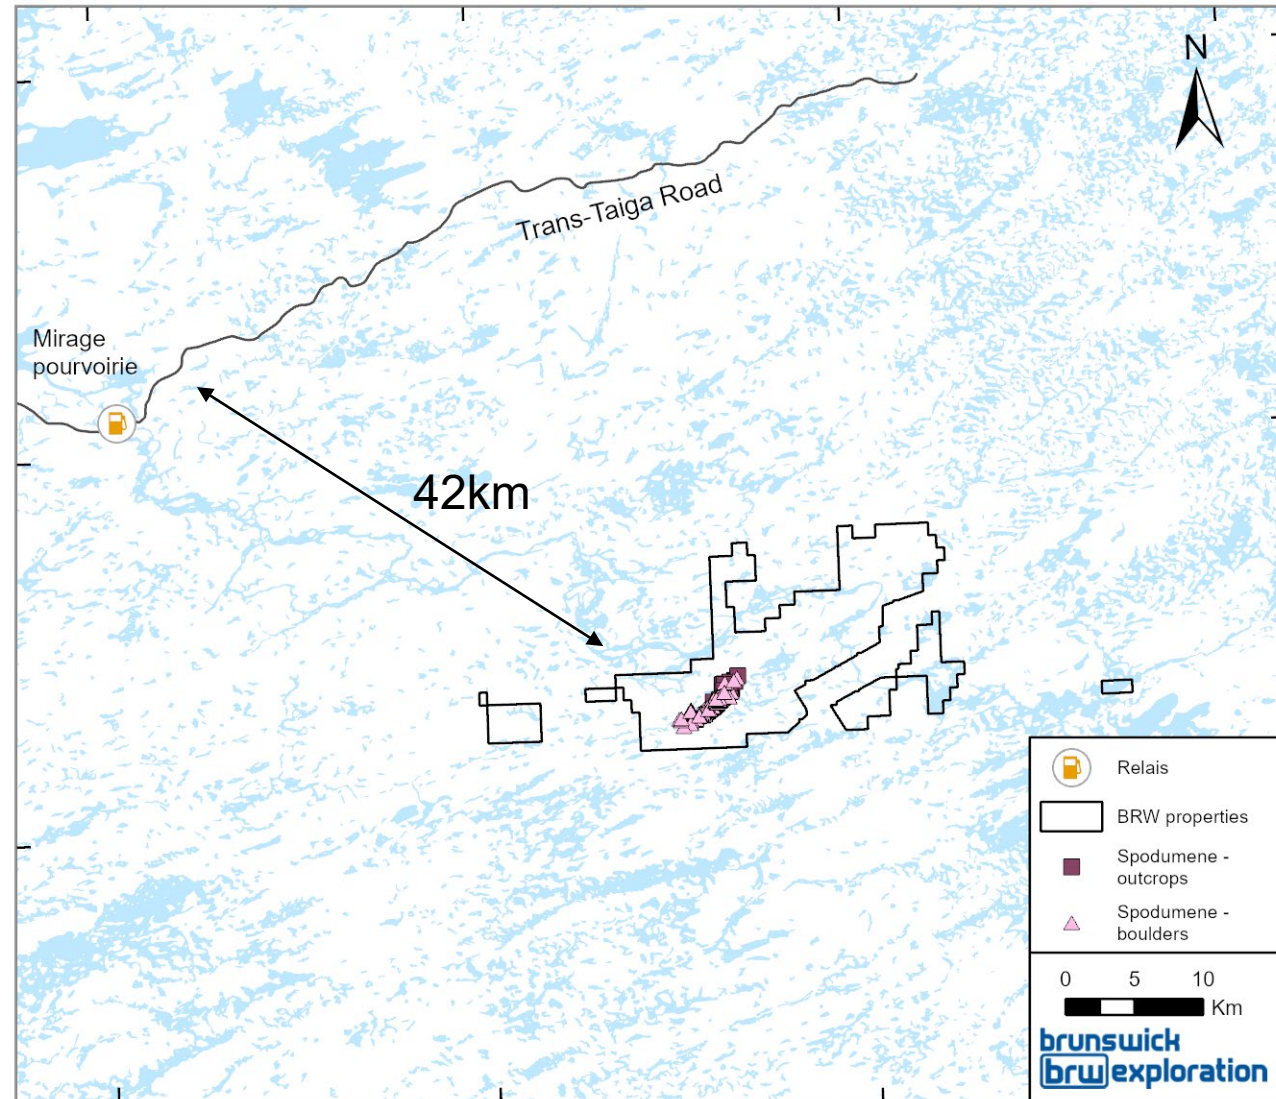 N
Trans-Taiga Road
Mirage
pourvoirie
42km
Relais
BRW properties
Spodumene -
outcrops
Spodumene -
boulders
0 5 10
Km
brunswick
brw exploration